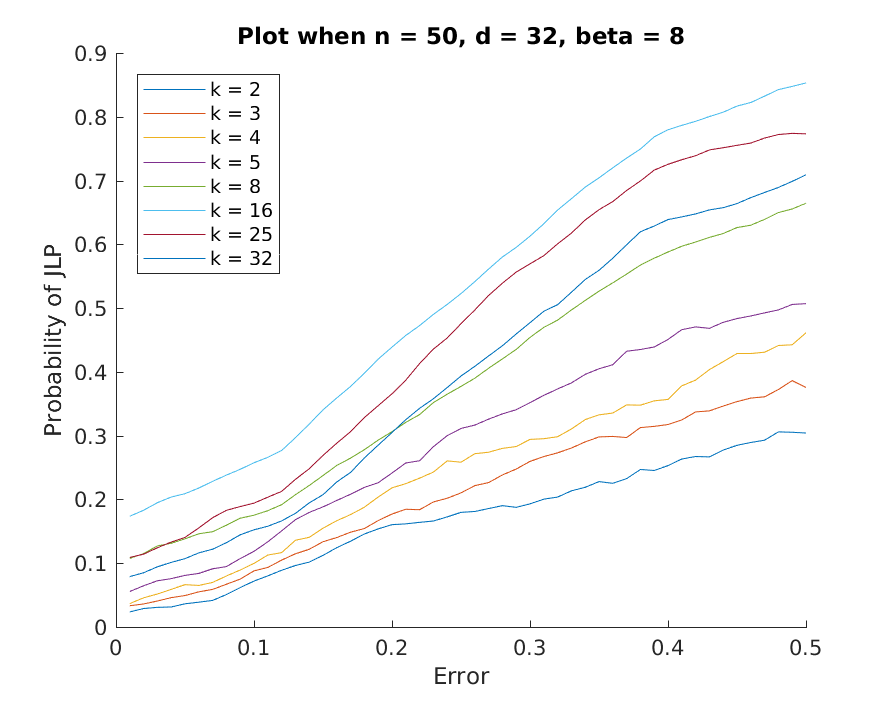 Plot when n = 50, d = 32, beta = 8
0.9
0.8
0.7
0.6
0.5
0.4
0.3
0.2
0.1
0
k = 2
k = 3
k = 4
k = 5
k = 8
k = 16
k = 25
k = 32
Probability of JLP
0 0.1 0.2 0.3 0.4 0.5
Error